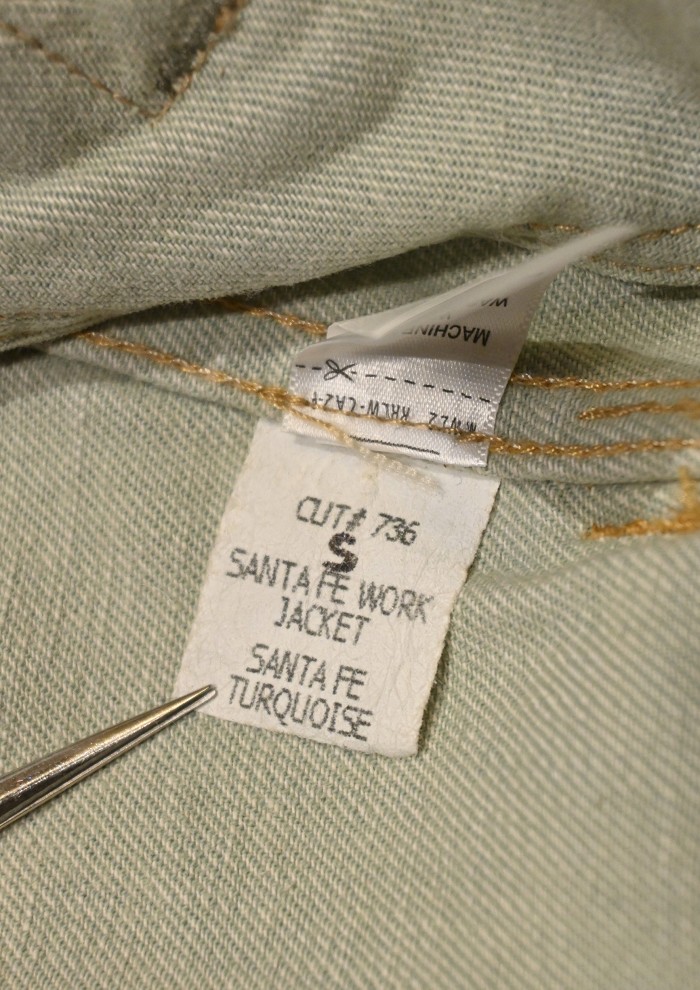 MACHINE
CUT# 736
S
SANTA FE WORK
JACKET
SANTA FE
TURQUOISE